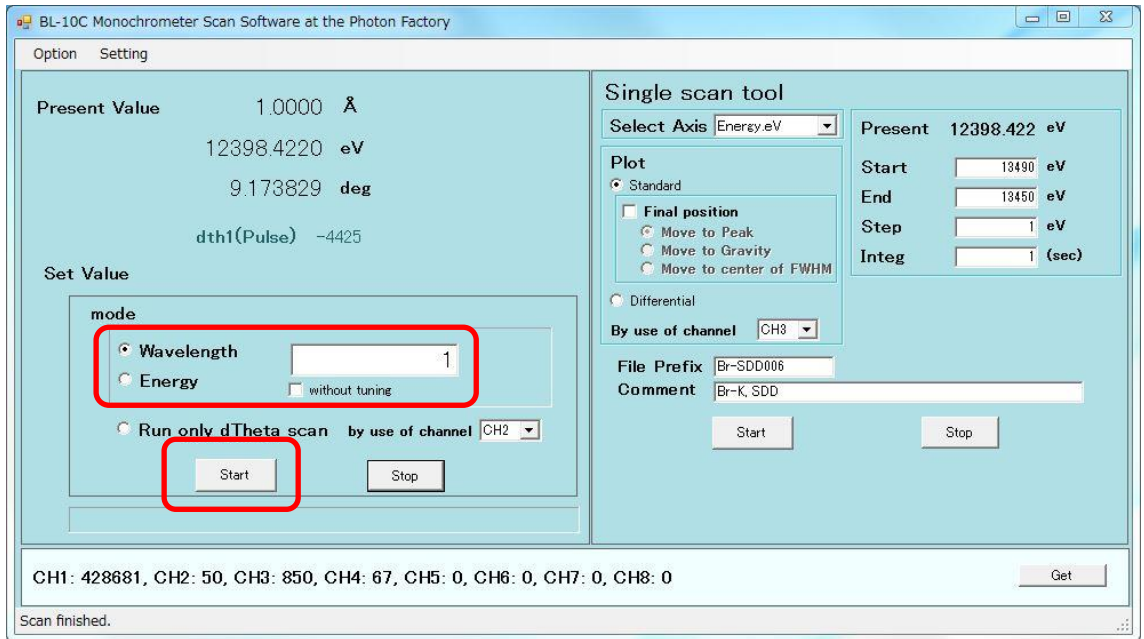 BL-10C Monochrometer Scan Software at the Photon Factory
Option Setting
Present Value 1.0000 Å
12398.4220 eV
9.173829 deg
dth1(Pulse) -4425
Set Value
mode
Wavelength 1
Energy without tuning
Run only dTheta scan by use of channel CH2
Start Stop
Single scan tool
Select Axis Energy.eV
Plot
Standard
Final position
Move to Peak
Move to Gravity
Move to center of FWHM
Differential
By use of channel CH3
Present 12398.422 eV
Start 13490 eV
End 13450 eV
Step 1 eV
Integ 1 (sec)
File Prefix Br-SDD006
Comment Br-K, SDD
Start Stop
CH1: 428681, CH2: 50, CH3: 850, CH4: 67, CH5: 0, CH6: 0, CH7: 0, CH8: 0 Get
Scan finished.